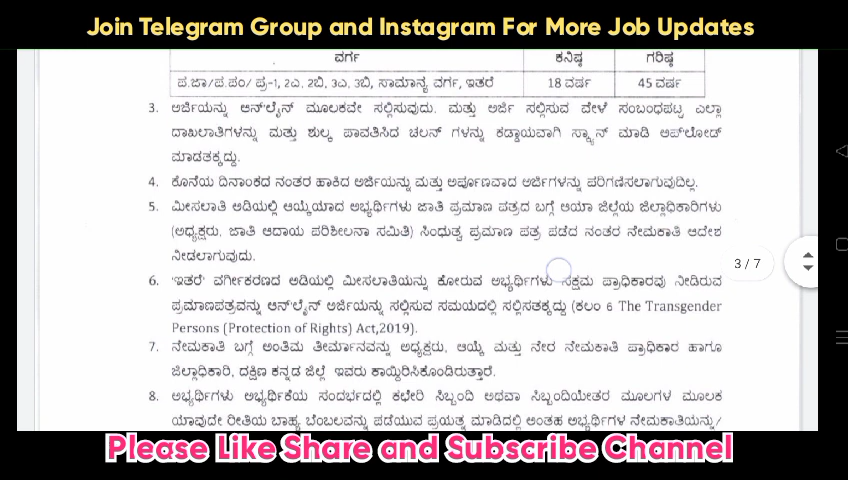 Join Telegram Group and Instagram For More Job Updates
ವರ್ಗ ಕನಿಷ್ಠ ಗರಿಷ್ಠ
ಪ.ಜಾ/ಪ.ಪಂ/ ಪ್ರ-1, 2ಎ, 2ಬಿ, 3ಎ, 3ಬಿ, ಸಾಮಾನ್ಯ ವರ್ಗ, ಇತರೆ 18 ವರ್ಷ 45 ವರ್ಷ
3. ಅರ್ಜಿಯನ್ನು ಆನ್‌ಲೈನ್ ಮೂಲಕವೇ ಸಲ್ಲಿಸುವುದು. ಮತ್ತು ಅರ್ಜಿ ಸಲ್ಲಿಸುವ ವೇಳೆ ಸಂಬಂಧಪಟ್ಟ ಎಲ್ಲಾ
ದಾಖಲಾತಿಗಳನ್ನು ಮತ್ತು ಶುಲ್ಕ ಪಾವತಿಸಿದ ಚಲನ್ ಗಳನ್ನು ಕಡ್ಡಾಯವಾಗಿ ಸ್ಕ್ಯಾನ್ ಮಾಡಿ ಅಪ್‌ಲೋಡ್
ಮಾಡತಕ್ಕದ್ದು.
4. ಕೊನೆಯ ದಿನಾಂಕದ ನಂತರ ಹಾಕಿದ ಅರ್ಜಿಯನ್ನು ಮತ್ತು ಅರ್ಪೂಣವಾದ ಅರ್ಜಿಗಳನ್ನು ಪರಿಗಣಿಸಲಾಗುವುದಿಲ್ಲ.
5. ಮೀಸಲಾತಿ ಅಡಿಯಲ್ಲಿ ಆಯ್ಕೆಯಾದ ಅಭ್ಯರ್ಥಿಗಳು ಜಾತಿ ಪ್ರಮಾಣ ಪತ್ರದ ಬಗ್ಗೆ ಆಯಾ ಜಿಲ್ಲೆಯ ಜಿಲ್ಲಾಧಿಕಾರಿಗಳು
(ಅಧ್ಯಕ್ಷರು, ಜಾತಿ ಆದಾಯ ಪರಿಶೀಲನಾ ಸಮಿತಿ) ಸಿಂಧುತ್ವ ಪ್ರಮಾಣ ಪತ್ರ ಪಡೆದ ನಂತರ ನೇಮಕಾತಿ ಆದೇಶ
ನೀಡಲಾಗುವುದು.
3 / 7
6. 'ಇತರೆ' ವರ್ಗೀಕರಣದ ಅಡಿಯಲ್ಲಿ ಮೀಸಲಾತಿಯನ್ನು ಕೋರುವ ಅಭ್ಯರ್ಥಿಗಳು ಸಕ್ಷಮ ಪ್ರಾಧಿಕಾರವು ನೀಡಿರುವ
ಪ್ರಮಾಣಪತ್ರವನ್ನು ಆನ್‌ಲೈನ್ ಅರ್ಜಿಯನ್ನು ಸಲ್ಲಿಸುವ ಸಮಯದಲ್ಲಿ ಸಲ್ಲಿಸತಕ್ಕದ್ದು (ಕಲಂ 6 The Transgender
Persons (Protection of Rights) Act,2019).
7. ನೇಮಕಾತಿ ಬಗ್ಗೆ ಅಂತಿಮ ತೀರ್ಮಾನವನ್ನು ಅಧ್ಯಕ್ಷರು, ಆಯ್ಕೆ ಮತ್ತು ನೇರ ನೇಮಕಾತಿ ಪ್ರಾಧಿಕಾರ ಹಾಗೂ
ಜಿಲ್ಲಾಧಿಕಾರಿ, ದಕ್ಷಿಣ ಕನ್ನಡ ಜಿಲ್ಲೆ ಇವರು ಕಾಯ್ದಿರಿಸಿಕೊಂಡಿರುತ್ತಾರೆ.
8. ಅಭ್ಯರ್ಥಿಗಳು ಅಭ್ಯರ್ಥಿಕೆಯ ಸಂದರ್ಭದಲ್ಲಿ ಕಛೇರಿ ಸಿಬ್ಬಂದಿ ಅಥವಾ ಸಿಬ್ಬಂದಿಯೇತರ ಮೂಲಗಳ ಮೂಲಕ
ಯಾವುದೇ ರೀತಿಯ ಬಾಹ್ಯ ಬೆಂಬಲವನ್ನು ಪಡೆಯುವ ಪ್ರಯತ್ನ ಮಾಡಿದಲ್ಲಿ ಅಂತಹ ಅಭ್ಯರ್ಥಿಗಳ ನೇಮಕಾತಿಯನ್ನು/
Please Like Share and Subscribe Channel